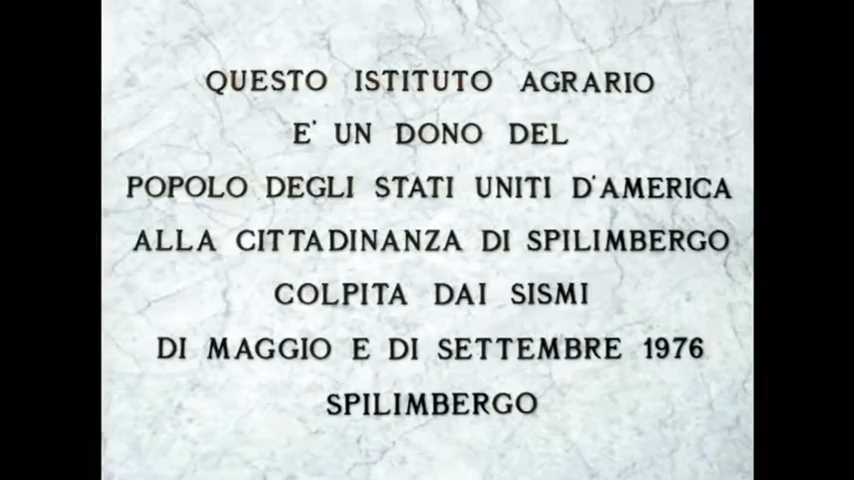 QUESTO ISTITUTO AGRARIO
E' UN DONO DEL
POPOLO DEGLI STATI UNITI D'AMERICA
ALLA CITTADINANZA DI SPILIMBERGO
COLPITA DAI SISMI
DI MAGGIO E DI SETTEMBRE 1976
SPILIMBERGO